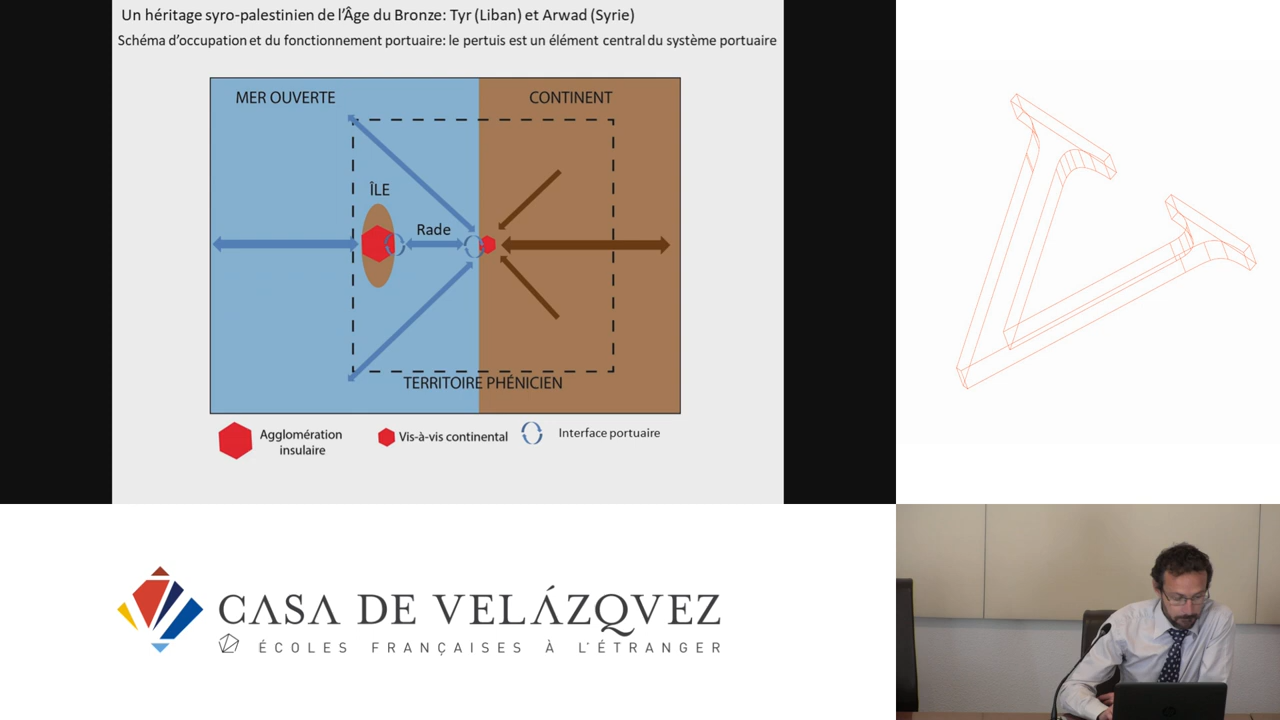 Un héritage syro-palestinien de l'Âge du Bronze: Tyr (Liban) et Arwad (Syrie)
Schéma d'occupation et du fonctionnement portuaire: le pertuis est un élément central du système portuaire
MER OUVERTE
CONTINENT
ÎLE
Rade
TERRITOIRE PHÉNICIEN
Agglomération
insulaire
Vis-à-vis continental
Interface portuaire
CASA DE VELÁZQVEZ
ÉCOLES FRANÇAISES À L'ÉTRANGER